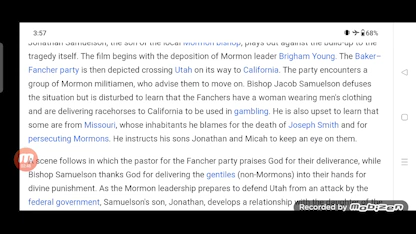 3:57
68%
Jonathan Samuelson, the son of the local Mormon bishop, plays out against the build-up to the
tragedy itself. The film begins with the deposition of Mormon leader Brigham Young. The Baker–
Fancher party is then depicted crossing Utah on its way to California. The party encounters a
group of Mormon militiamen, who advise them to move on. Bishop Jacob Samuelson defuses
the situation but is disturbed to learn that the Fanchers have a woman wearing men's clothing
and are delivering racehorses to California to be used in gambling. He is also upset to learn that
some are from Missouri, whose inhabitants he blames for the death of Joseph Smith and for
persecuting Mormons. He instructs his sons Jonathan and Micah to keep an eye on them.
scene follows in which the pastor for the Fancher party praises God for their deliverance, while
Bishop Samuelson thanks God for delivering the gentiles (non-Mormons) into their hands for
divine punishment. As the Mormon leadership prepares to defend Utah from an attack by the
federal government, Samuelson's son, Jonathan, develops a relationship with the daughter of the
Recorded by Mobizen